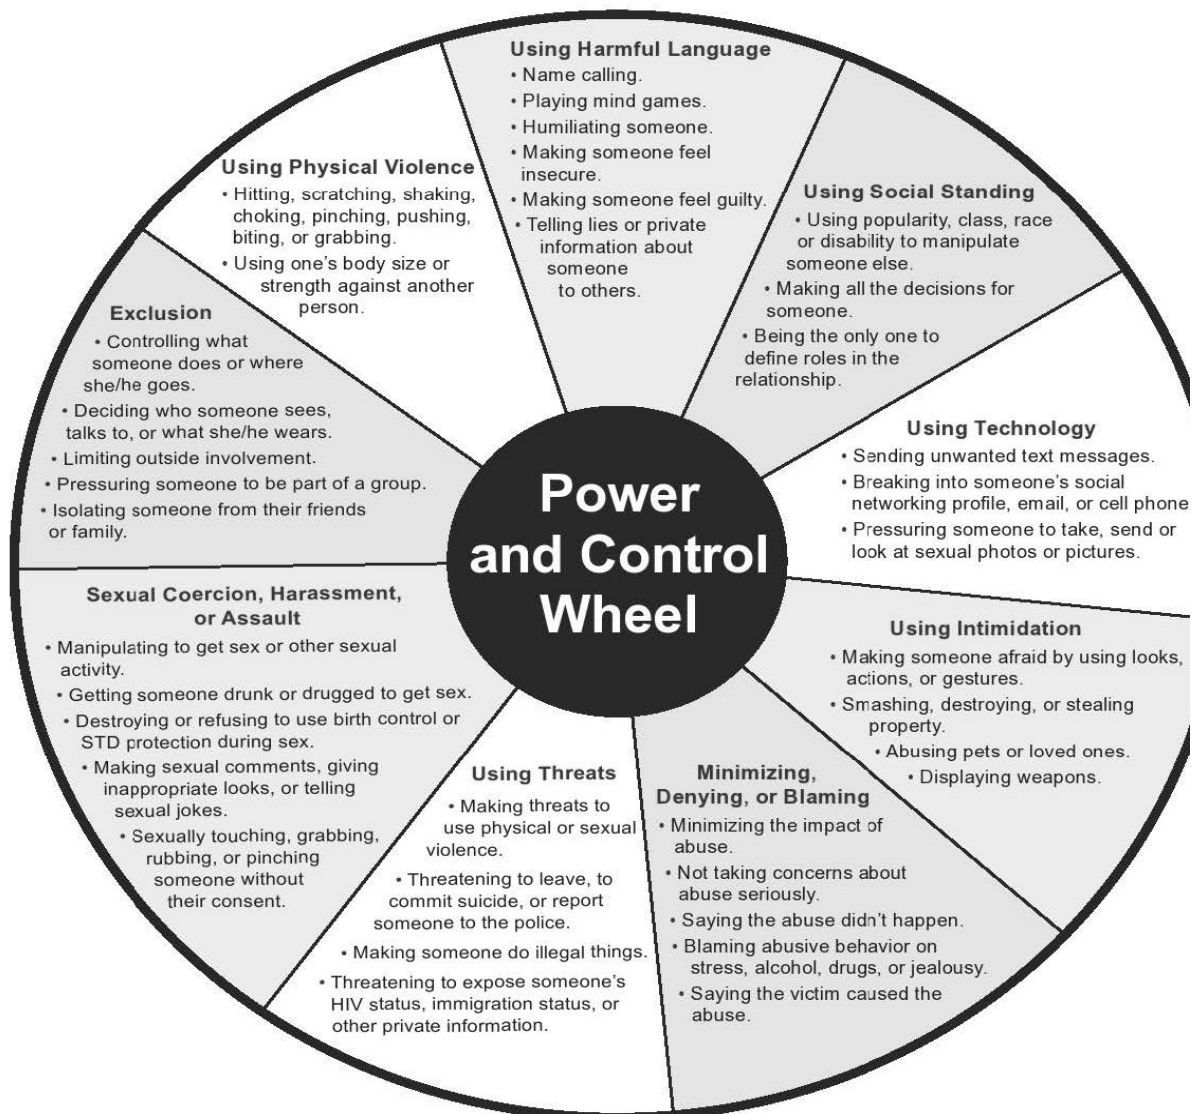 Using Harmful Language
• Name calling.
• Playing mind games.
• Humiliating someone.
• Making someone feel
insecure.
• Making someone feel guilty.
• Telling lies or private
information about
someone
to others.
Using Social Standing
• Using popularity, class, race
or disability to manipulate
someone else.
• Making all the decisions for
someone.
• Being the only one to
define roles in the
relationship.
Using Technology
• Sending unwanted text messages.
• Breaking into someone's social
networking profile, email, or cell phone
• Pressuring someone to take, send or
look at sexual photos or pictures.
Using Intimidation
• Making someone afraid by using looks,
actions, or gestures.
• Smashing, destroying, or stealing
property.
• Abusing pets or loved ones.
• Displaying weapons.
Minimizing,
Denying, or Blaming
• Minimizing the impact of
abuse.
• Not taking concerns about
abuse seriously.
• Saying the abuse didn't happen.
• Blaming abusive behavior on
stress, alcohol, drugs, or jealousy.
• Saying the victim caused the
abuse.
Using Threats
• Making threats to
use physical or sexual
violence.
• Threatening to leave, to
commit suicide, or report
someone to the police.
• Making someone do illegal things.
• Threatening to expose someone's
HIV status, immigration status, or
other private information.
Sexual Coercion, Harassment,
or Assault
• Manipulating to get sex or other sexual
activity.
• Getting someone drunk or drugged to get sex.
• Destroying or refusing to use birth control or
STD protection during sex.
• Making sexual comments, giving
inappropriate looks, or telling
sexual jokes.
• Sexually touching, grabbing,
rubbing, or pinching
someone without
their consent.
Exclusion
• Controlling what
someone does or where
she/he goes.
• Deciding who someone sees,
talks to, or what she/he wears.
• Limiting outside involvement.
• Pressuring someone to be part of a group.
• Isolating someone from their friends
or family.
Using Physical Violence
• Hitting, scratching, shaking,
choking, pinching, pushing,
biting, or grabbing.
• Using one's body size or
strength against another
person.
Power
and Control
Wheel